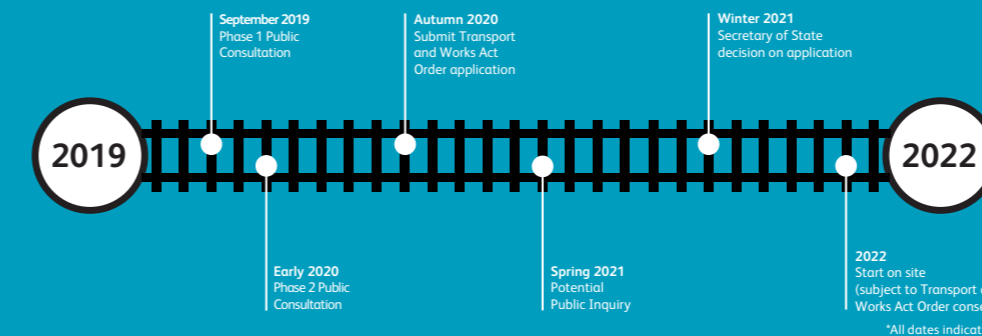 2019
September 2019
Phase 1 Public
Consultation
Early 2020
Phase 2 Public
Consultation
Autumn 2020
Submit Transport
and Works Act
Order application
Spring 2021
Potential
Public Inquiry
Winter 2021
Secretary of State
decision on application
2022
Start on site
(subject to Transport
Works Act Order
2022
*All dates